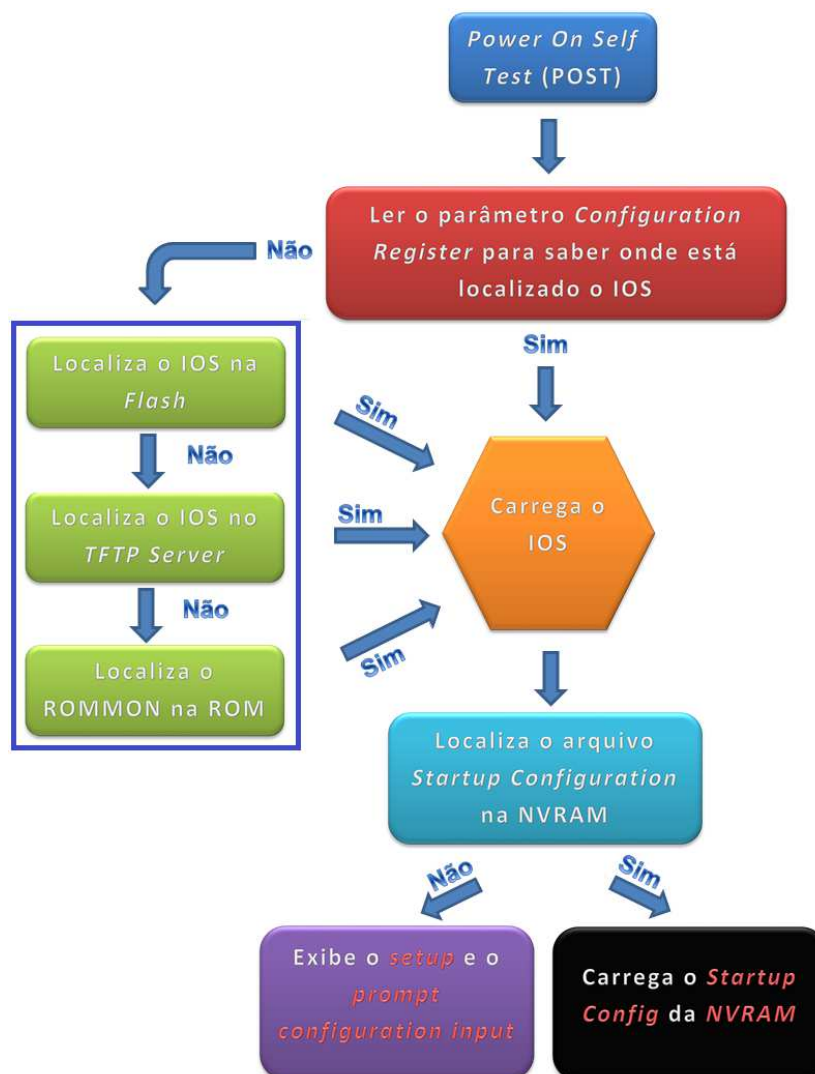 Power On Self
Test (POST)
Ler o parâmetro Configuration
Register para saber onde está
localizado o IOS
Não
Sim
Localiza o IOS na
Flash
Sim
Não
Localiza o IOS no
TFTP Server
Sim
Carrega o
IOS
Não
Localiza o
ROMMON na ROM
Sim
Localiza o arquivo
Startup Configuration
na NVRAM
Não
Sim
Exibe o setup e o
prompt
configuration input
Carrega o Startup
Config da NVRAM